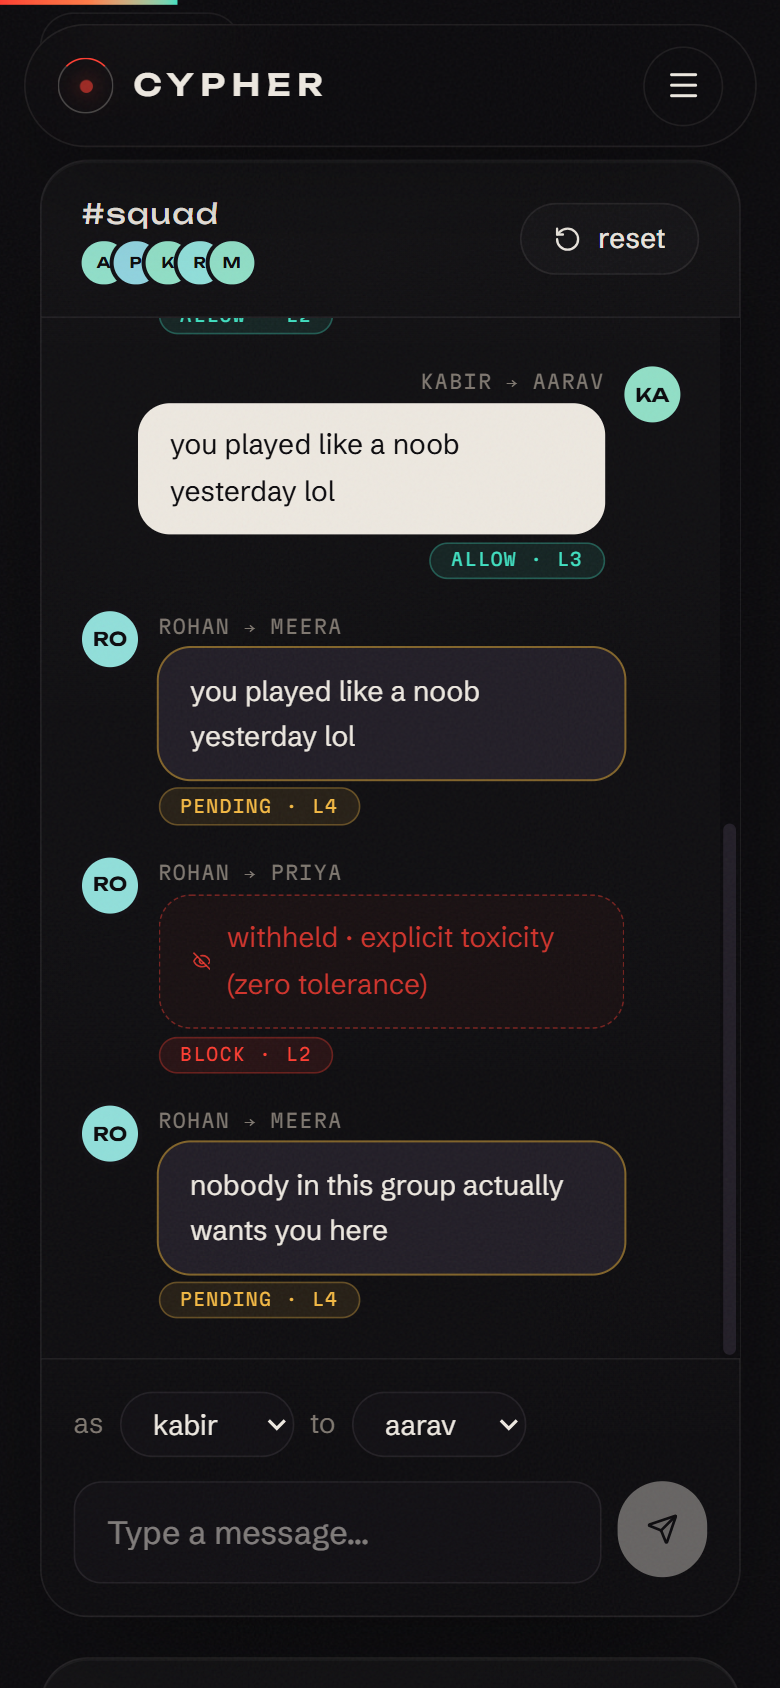 CYPHER
#squad
A P K R M
reset
ALLOW L2
KABIR → AARAV
KA
you played like a noob
yesterday lol
ALLOW · L3
RO
ROHAN → MEERA
you played like a noob
yesterday lol
PENDING · L4
RO
ROHAN → PRIYA
withheld · explicit toxicity
(zero tolerance)
BLOCK · L2
RO
ROHAN → MEERA
nobody in this group actually
wants you here
PENDING · L4
as kabir to aarav
Type a message...